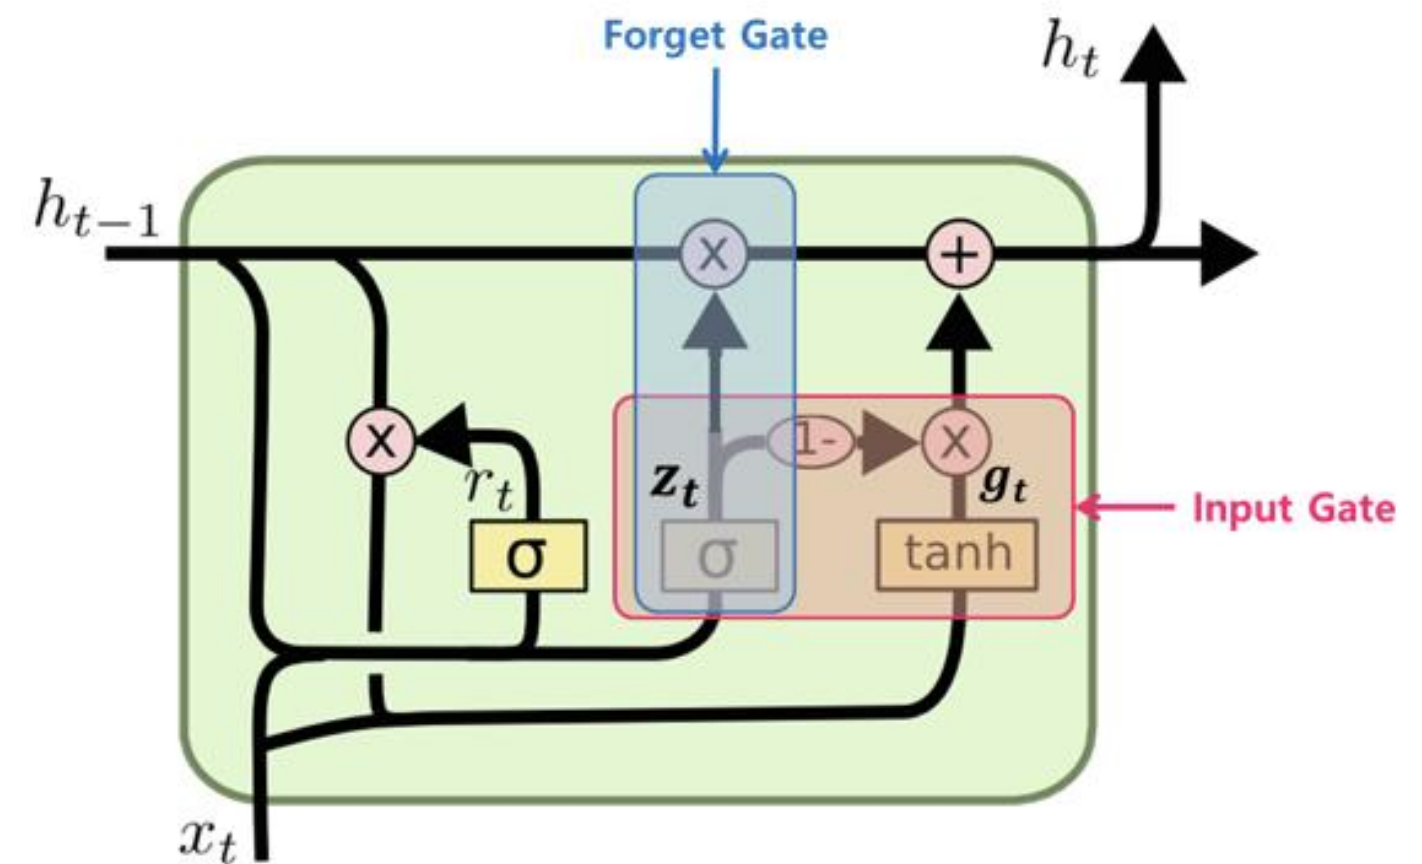 Forget Gate
h_t
h_{t-1}
x
+
x
r_t
z_t
1-
x
g_t
Input Gate
σ
σ
tanh
x_t